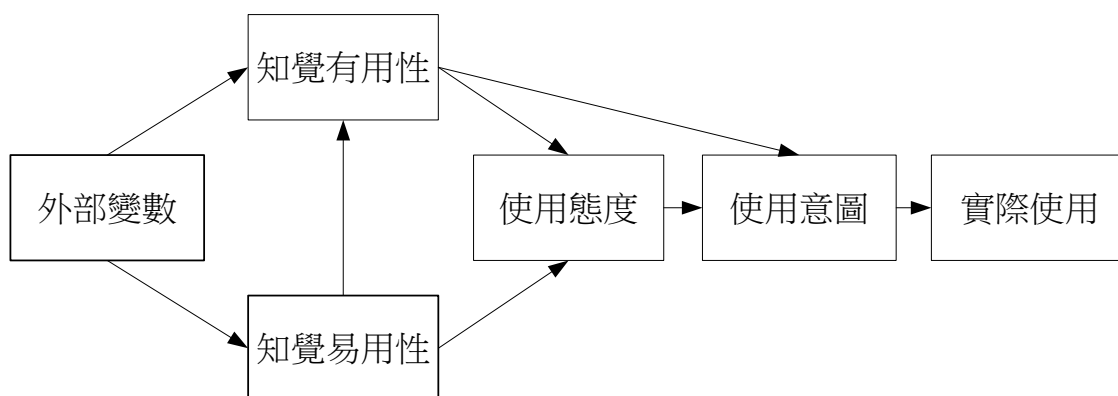 知覺有用性
外部變數
使用態度
使用意圖
實際使用
知覺易用性